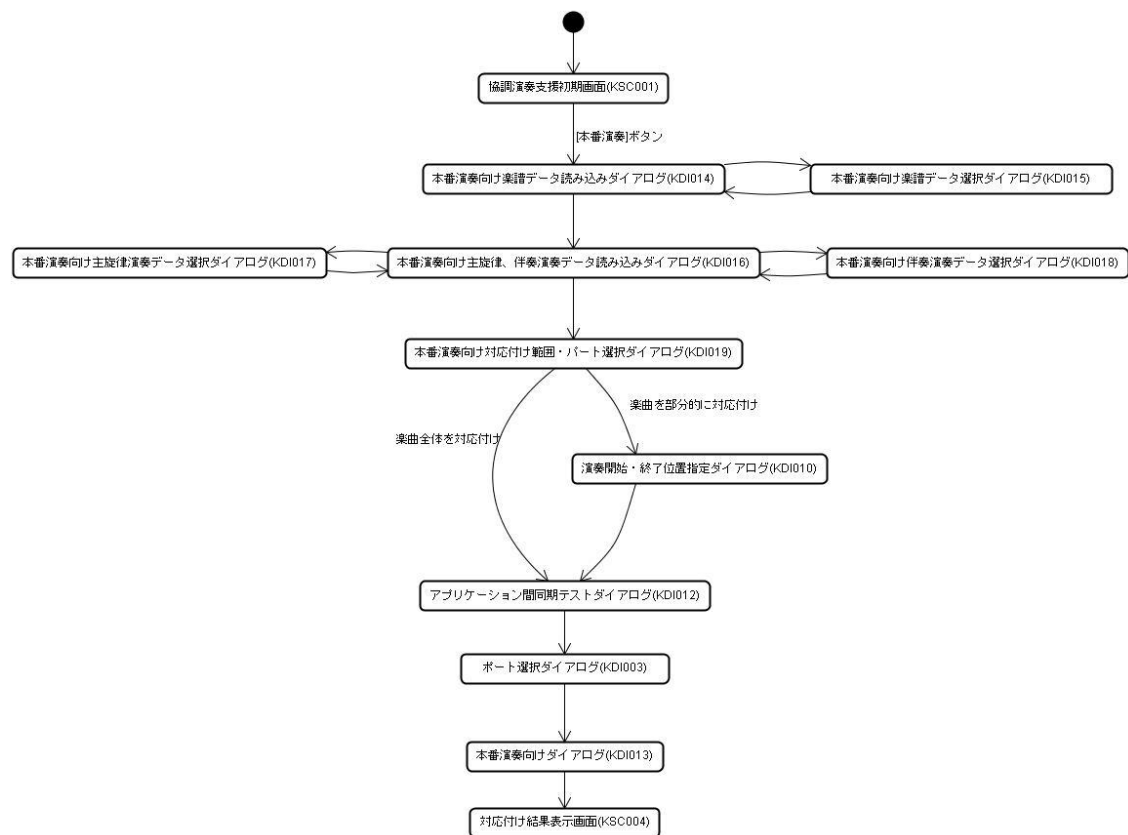 協調演奏支援初期画面(KSC001)
[本番演奏]ボタン
本番演奏向け楽譜データ読み込みダイアログ(KDI014)
本番演奏向け楽譜データ選択ダイアログ(KDI015)
本番演奏向け主旋律演奏データ選択ダイアログ(KDI017)
本番演奏向け主旋律、伴奏演奏データ読み込みダイアログ(KDI016)
本番演奏向け伴奏演奏データ選択ダイアログ(KDI018)
本番演奏向け対応付け範囲・パート選択ダイアログ(KDI019)
楽曲を部分的に対応付け
楽曲全体を対応付け
演奏開始・終了位置指定ダイアログ(KDI010)
アプリケーション間同期テストダイアログ(KDI012)
ポート選択ダイアログ(KDI003)
本番演奏向けダイアログ(KDI013)
対応付け結果表示画面(KSC004)